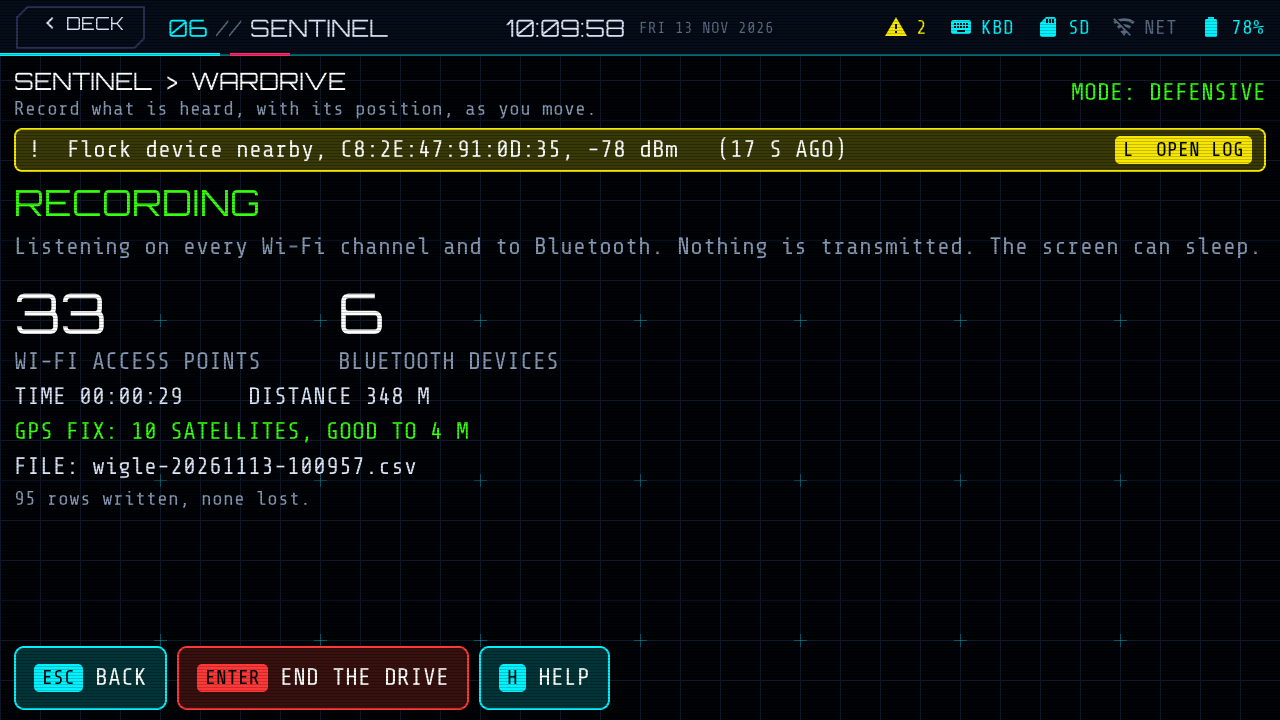 < DECK 06 // SENTINEL 10:09:58 FRI 13 NOV 2026 2 KBD SD NET 78%
SENTINEL > WARDRIVE
Record what is heard, with its position, as you move.
MODE: DEFENSIVE
! Flock device nearby, C8:2E:47:91:0D:35, -78 dBm (17 S AGO) L OPEN LOG
RECORDING
Listening on every Wi-Fi channel and to Bluetooth. Nothing is transmitted. The screen can sleep.
33 6
WI-FI ACCESS POINTS BLUETOOTH DEVICES
TIME 00:00:29 DISTANCE 348 M
GPS FIX: 10 SATELLITES, GOOD TO 4 M
FILE: wigle-20261113-100957.csv
95 rows written, none lost.
ESC BACK ENTER END THE DRIVE H HELP